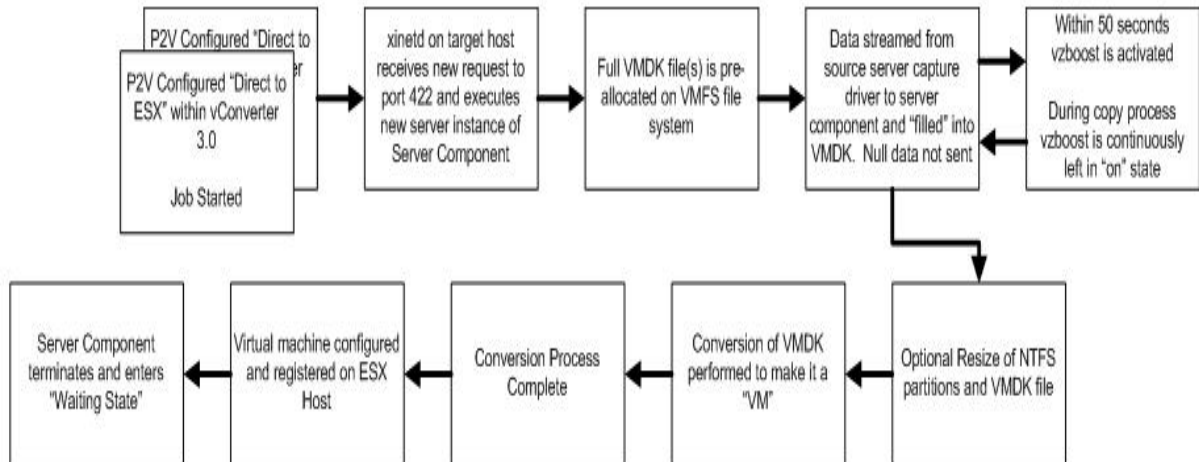 P2V Configured “Direct to
er
P2V Configured “Direct to
ESX” within vConverter
3.0
Job Started
xinetd on target host
receives new request to
port 422 and executes
new server instance of
Server Component
Full VMDK file(s) is pre-
allocated on VMFS file
system
Data streamed from
source server capture
driver to server
component and “filled” into
VMDK. Null data not sent
Within 50 seconds
vzboost is activated
During copy process
vzboost is continuously
left in “on” state
Server Component
terminates and enters
“Waiting State”
Virtual machine configured
and registered on ESX
Host
Conversion Process
Complete
Conversion of VMDK
performed to make it a
“VM”
Optional Resize of NTFS
partitions and VMDK file